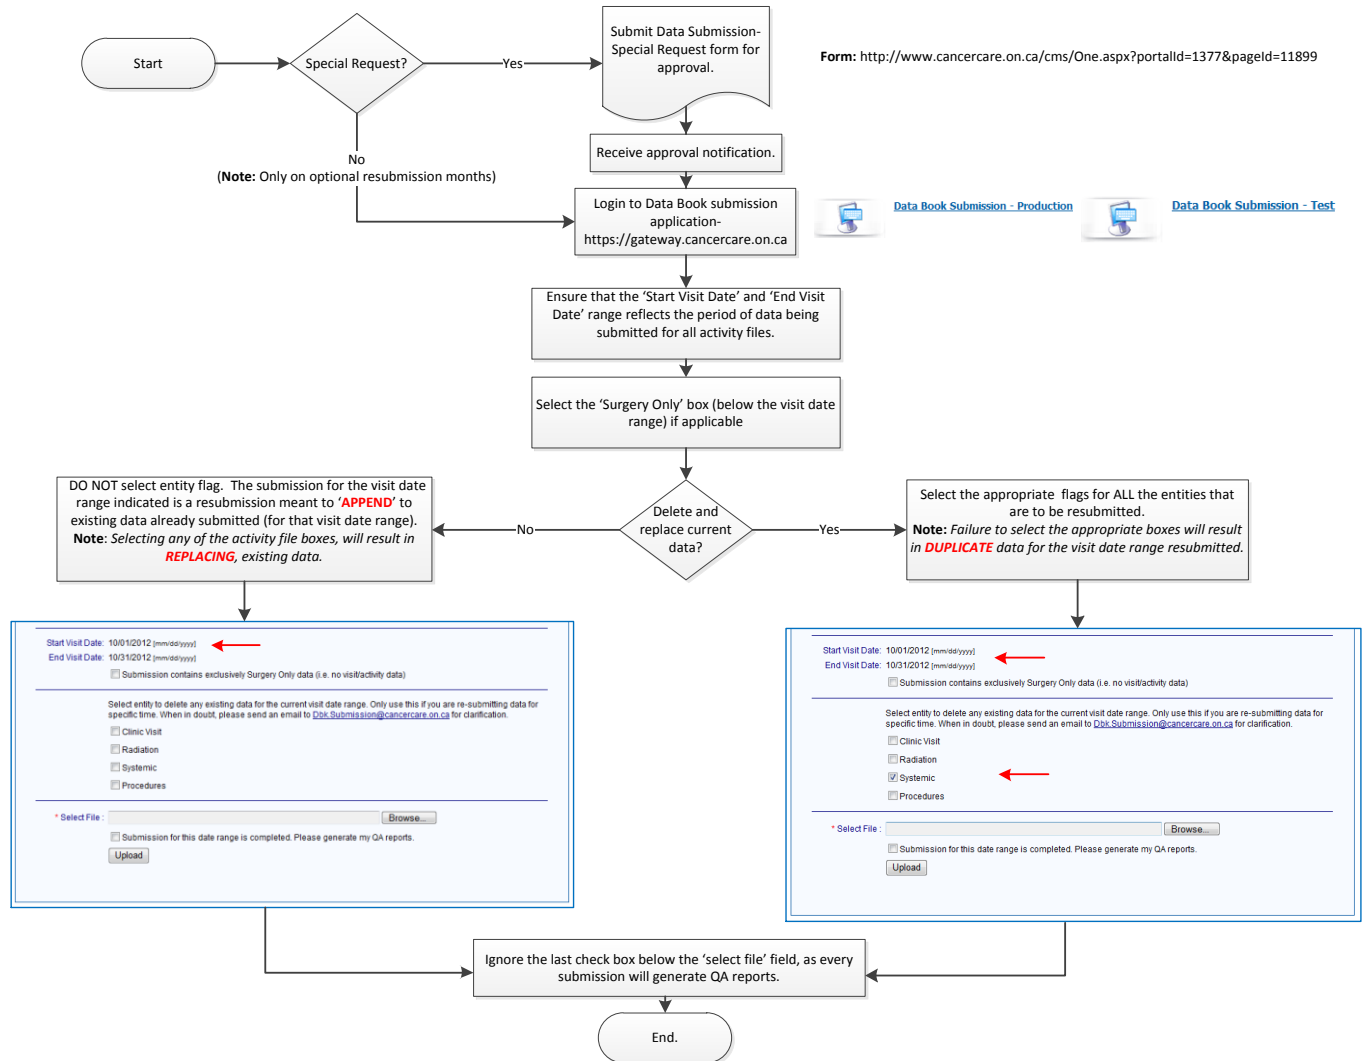 Start
Special Request?
Yes
Submit Data Submission-
Special Request form for
approval.
Form: http://www.cancercare.on.ca/cms/One.aspx?portalId=1377&pageId=11899
No
(Note: Only on optional resubmission months)
Receive approval notification.
Login to Data Book submission
application-
https://gateway.cancercare.on.ca
Data Book Submission - Production
Data Book Submission - Test
Ensure that the ‘Start Visit Date’ and ‘End Visit
Date’ range reflects the period of data being
submitted for all activity files.
Select the ‘Surgery Only’ box (below the visit date
range) if applicable
Delete and
replace current
data?
No
Yes
DO NOT select entity flag.  The submission for the visit date
range indicated is a resubmission meant to ‘APPEND’ to
existing data already submitted (for that visit date range).
Note: Selecting any of the activity file boxes, will result in
REPLACING, existing data.
Select the appropriate  flags for ALL the entities that
are to be resubmitted.
Note: Failure to select the appropriate boxes will result
in DUPLICATE data for the visit date range resubmitted.
Start Visit Date: 10/01/2012 [mm/dd/yyyy]
End Visit Date: 10/31/2012 [mm/dd/yyyy]
Submission contains exclusively Surgery Only data (i.e. no visit/activity data)
Select entity to delete any existing data for the current visit date range. Only use this if you are re-submitting data for
specific time. When in doubt, please send an email to Dbk.Submission@cancercare.on.ca for clarification.
Clinic Visit
Radiation
Systemic
Procedures
* Select File :
Browse...
Submission for this date range is completed. Please generate my QA reports.
Upload
Start Visit Date: 10/01/2012 [mm/dd/yyyy]
End Visit Date: 10/31/2012 [mm/dd/yyyy]
Submission contains exclusively Surgery Only data (i.e. no visit/activity data)
Select entity to delete any existing data for the current visit date range. Only use this if you are re-submitting data for
specific time. When in doubt, please send an email to Dbk.Submission@cancercare.on.ca for clarification.
Clinic Visit
Radiation
Systemic
Procedures
* Select File :
Browse...
Submission for this date range is completed. Please generate my QA reports.
Upload
Ignore the last check box below the ‘select file’ field, as every
submission will generate QA reports.
End.